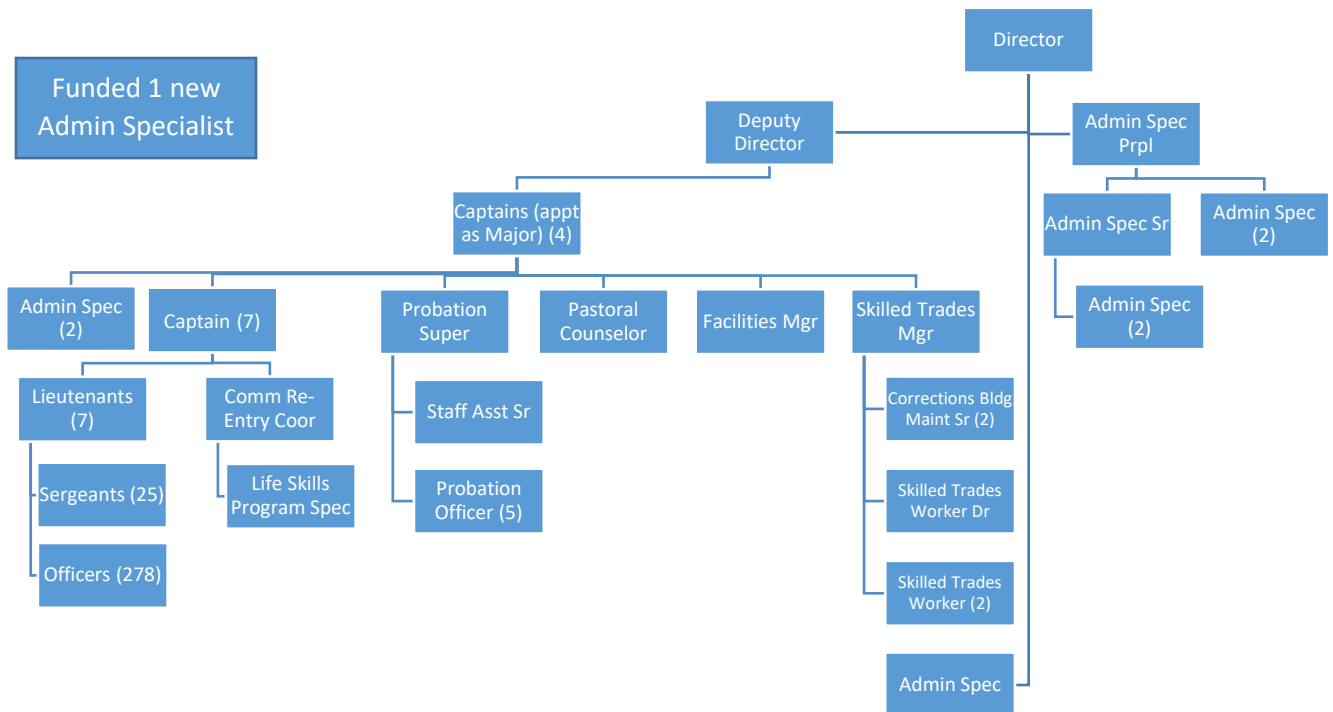 Director
Funded 1 new
Admin Specialist
Deputy
Director
Admin Spec
Prpl
Captains (appt
as Major) (4)
Admin Spec Sr
Admin Spec
(2)
Admin Spec
(2)
Captain (7)
Probation
Super
Pastoral
Counselor
Facilities Mgr
Skilled Trades
Mgr
Admin Spec
(2)
Lieutenants
(7)
Comm Re-
Entry Coor
Staff Asst Sr
Corrections Bldg
Maint Sr (2)
Sergeants (25)
Life Skills
Program Spec
Probation
Officer (5)
Skilled Trades
Worker Dr
Officers (278)
Skilled Trades
Worker (2)
Admin Spec